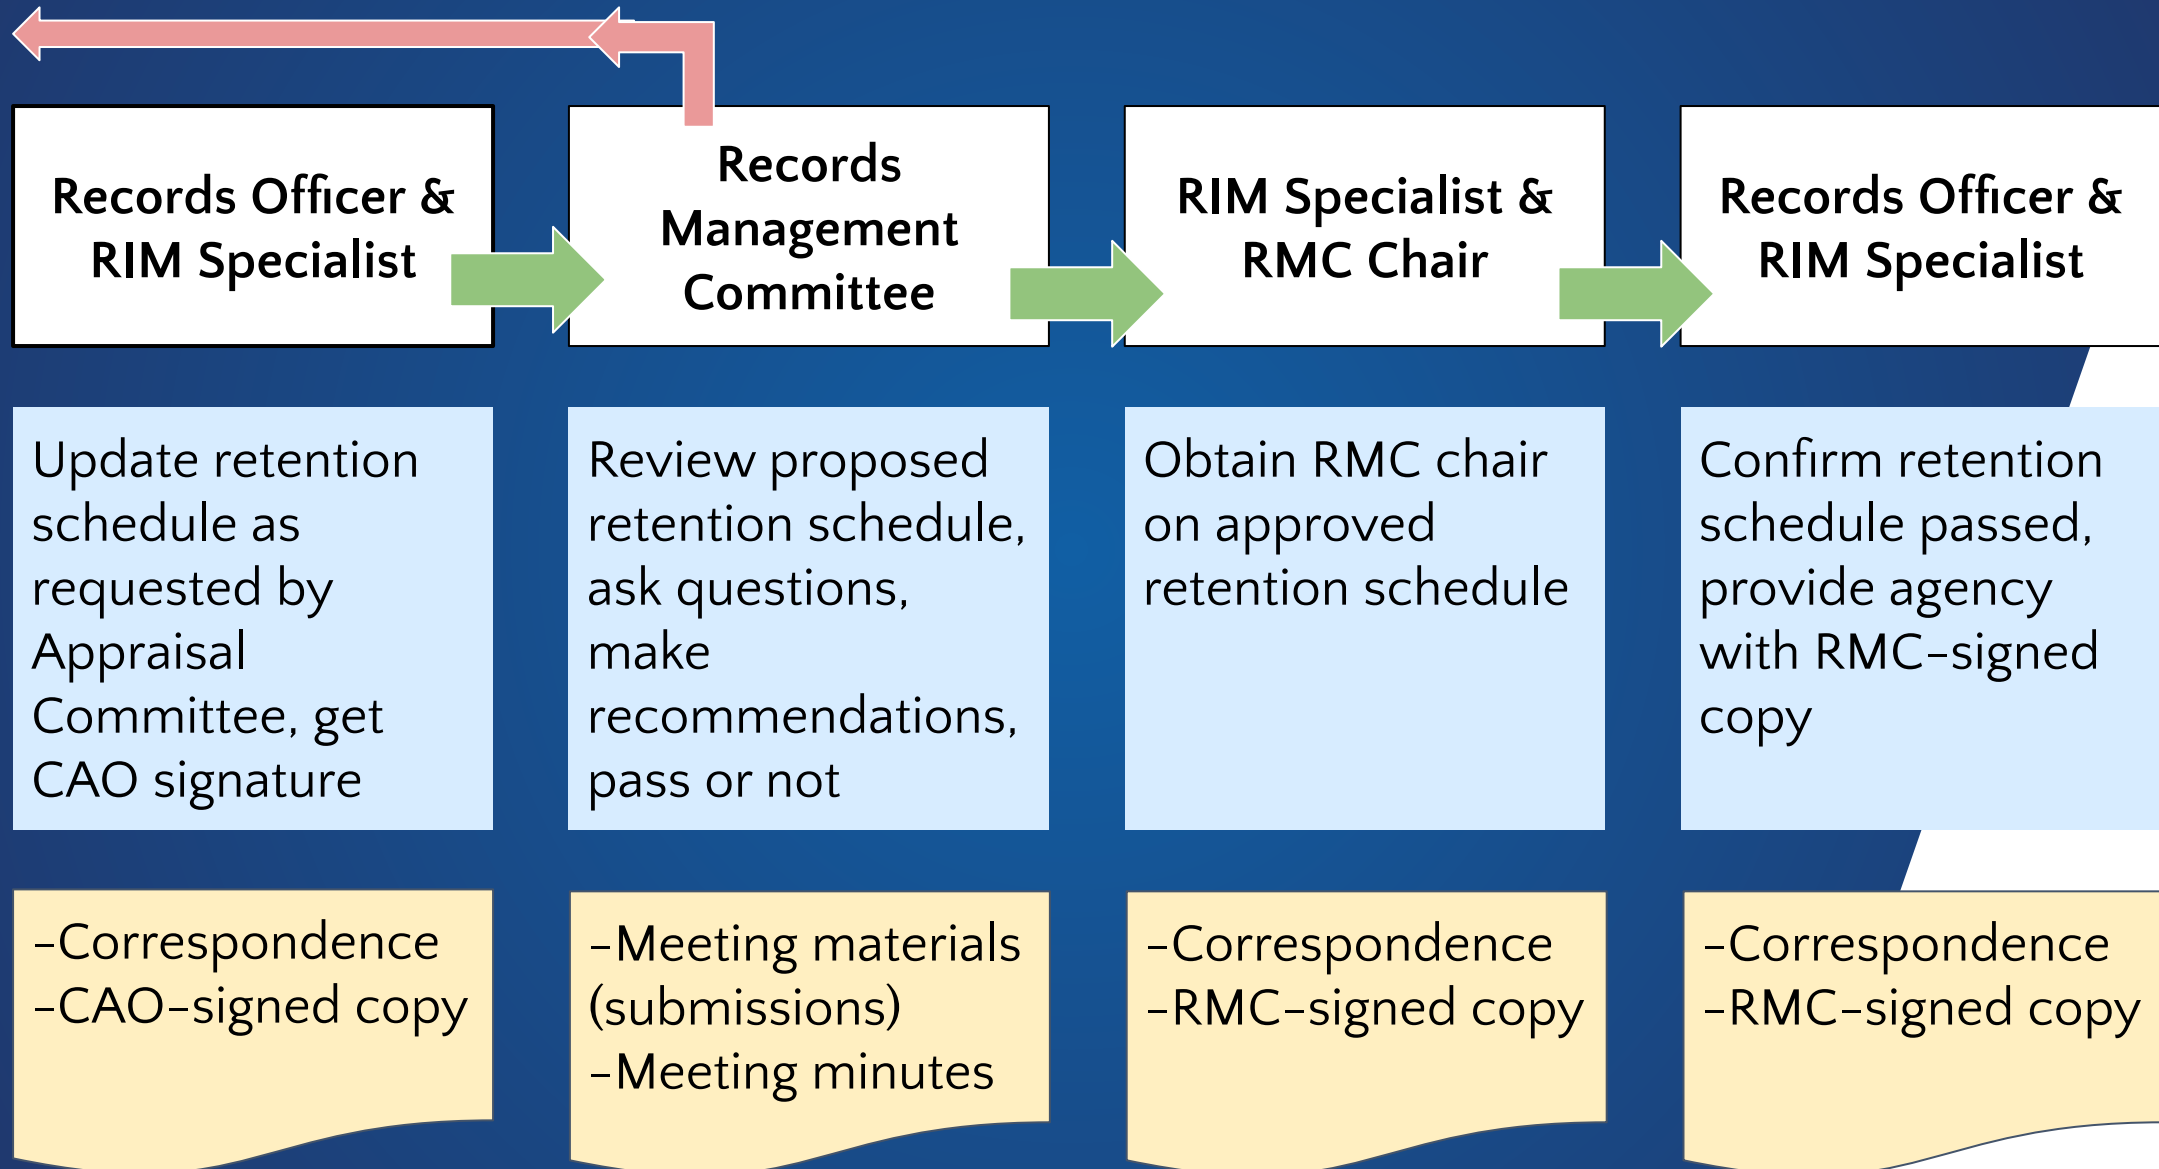 Records Officer &
RIM Specialist
Records
Management
Committee
RIM Specialist &
RMC Chair
Records Officer &
RIM Specialist
Update retention
schedule as
requested by
Appraisal
Committee, get
CAO signature
Review proposed
retention schedule,
ask questions,
make
recommendations,
pass or not
Obtain RMC chair
on approved
retention schedule
Confirm retention
schedule passed,
provide agency
with RMC-signed
copy
-Correspondence
-CAO-signed copy
-Meeting materials
(submissions)
-Meeting minutes
-Correspondence
-RMC-signed copy
-Correspondence
-RMC-signed copy